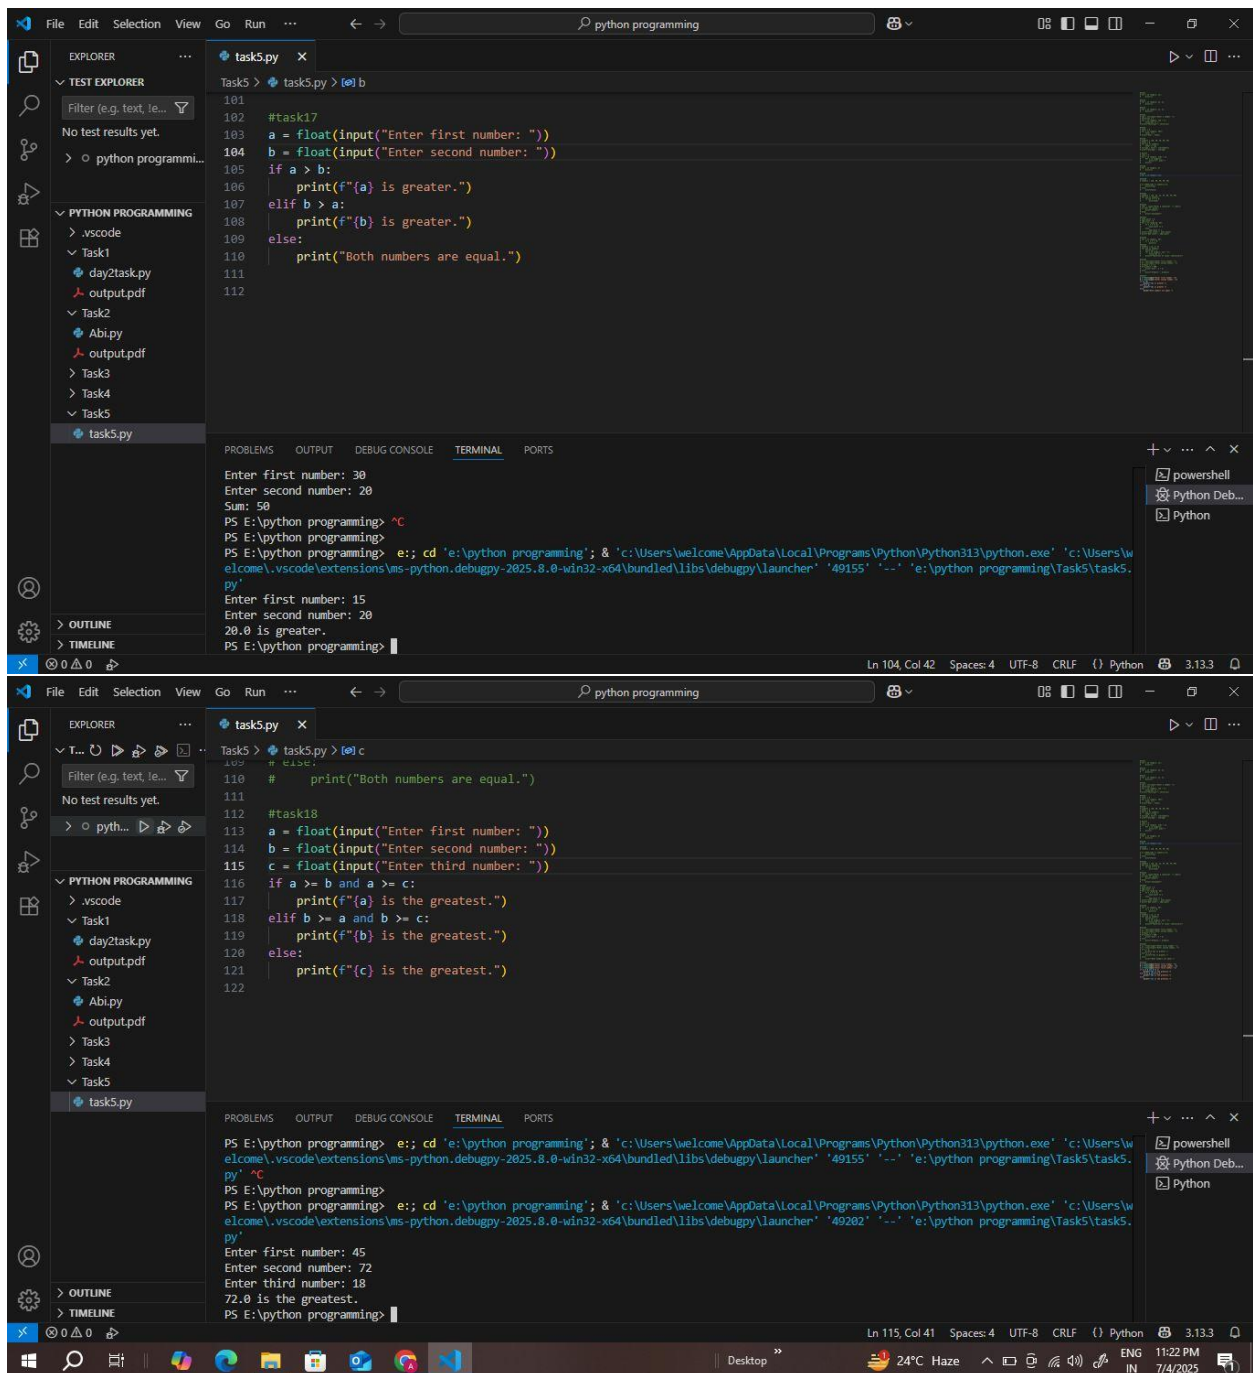 File Edit Selection View Go Run ··· python programming
EXPLORER ··· task5.py
TEST EXPLORER
Task5 > task5.py > b
Filter (e.g. text, !e...
No test results yet.
python programmi...
PYTHON PROGRAMMING
.vscode
Task1
day2task.py
output.pdf
Task2
Abi.py
output.pdf
Task3
Task4
Task5
task5.py
OUTLINE
TIMELINE
101
102 #task17
103 a = float(input("Enter first number: "))
104 b = float(input("Enter second number: "))
105 if a > b:
106 print(f"{a} is greater.")
107 elif b > a:
108 print(f"{b} is greater.")
109 else:
110 print("Both numbers are equal.")
111
112
PROBLEMS OUTPUT DEBUG CONSOLE TERMINAL PORTS
Enter first number: 30
Enter second number: 20
Sum: 50
PS E:\python programming> ^C
PS E:\python programming>
PS E:\python programming> e:; cd 'e:\python programming'; & 'c:\Users\welcome\AppData\Local\Programs\Python\Python313\python.exe' 'c:\Users\w
elcome\.vscode\extensions\ms-python.debugpy-2025.8.0-win32-x64\bundled\libs\debugpy\launcher' '49155' '--' 'e:\python programming\Task5\task5.
py'
Enter first number: 15
Enter second number: 20
20.0 is greater.
PS E:\python programming>
powershell
Python Deb...
Python
0 0 Ln 104, Col 42 Spaces: 4 UTF-8 CRLF {} Python 3.13.3
File Edit Selection View Go Run ··· python programming
EXPLORER ··· task5.py
T...
Task5 > task5.py > c
Filter (e.g. text, !e...
No test results yet.
pyth...
PYTHON PROGRAMMING
.vscode
Task1
day2task.py
output.pdf
Task2
Abi.py
output.pdf
Task3
Task4
Task5
task5.py
OUTLINE
TIMELINE
109 # else:
110 # print("Both numbers are equal.")
111
112 #task18
113 a = float(input("Enter first number: "))
114 b = float(input("Enter second number: "))
115 c = float(input("Enter third number: "))
116 if a >= b and a >= c:
117 print(f"{a} is the greatest.")
118 elif b >= a and b >= c:
119 print(f"{b} is the greatest.")
120 else:
121 print(f"{c} is the greatest.")
122
PROBLEMS OUTPUT DEBUG CONSOLE TERMINAL PORTS
PS E:\python programming> e:; cd 'e:\python programming'; & 'c:\Users\welcome\AppData\Local\Programs\Python\Python313\python.exe' 'c:\Users\w
elcome\.vscode\extensions\ms-python.debugpy-2025.8.0-win32-x64\bundled\libs\debugpy\launcher' '49155' '--' 'e:\python programming\Task5\task5.
py' ^C
PS E:\python programming>
PS E:\python programming> e:; cd 'e:\python programming'; & 'c:\Users\welcome\AppData\Local\Programs\Python\Python313\python.exe' 'c:\Users\w
elcome\.vscode\extensions\ms-python.debugpy-2025.8.0-win32-x64\bundled\libs\debugpy\launcher' '49202' '--' 'e:\python programming\Task5\task5.
py'
Enter first number: 45
Enter second number: 72
Enter third number: 18
72.0 is the greatest.
PS E:\python programming>
powershell
Python Deb...
Python
0 0 Ln 115, Col 41 Spaces: 4 UTF-8 CRLF {} Python 3.13.3
Desktop 24°C Haze ENG IN 11:22 PM 7/4/2025